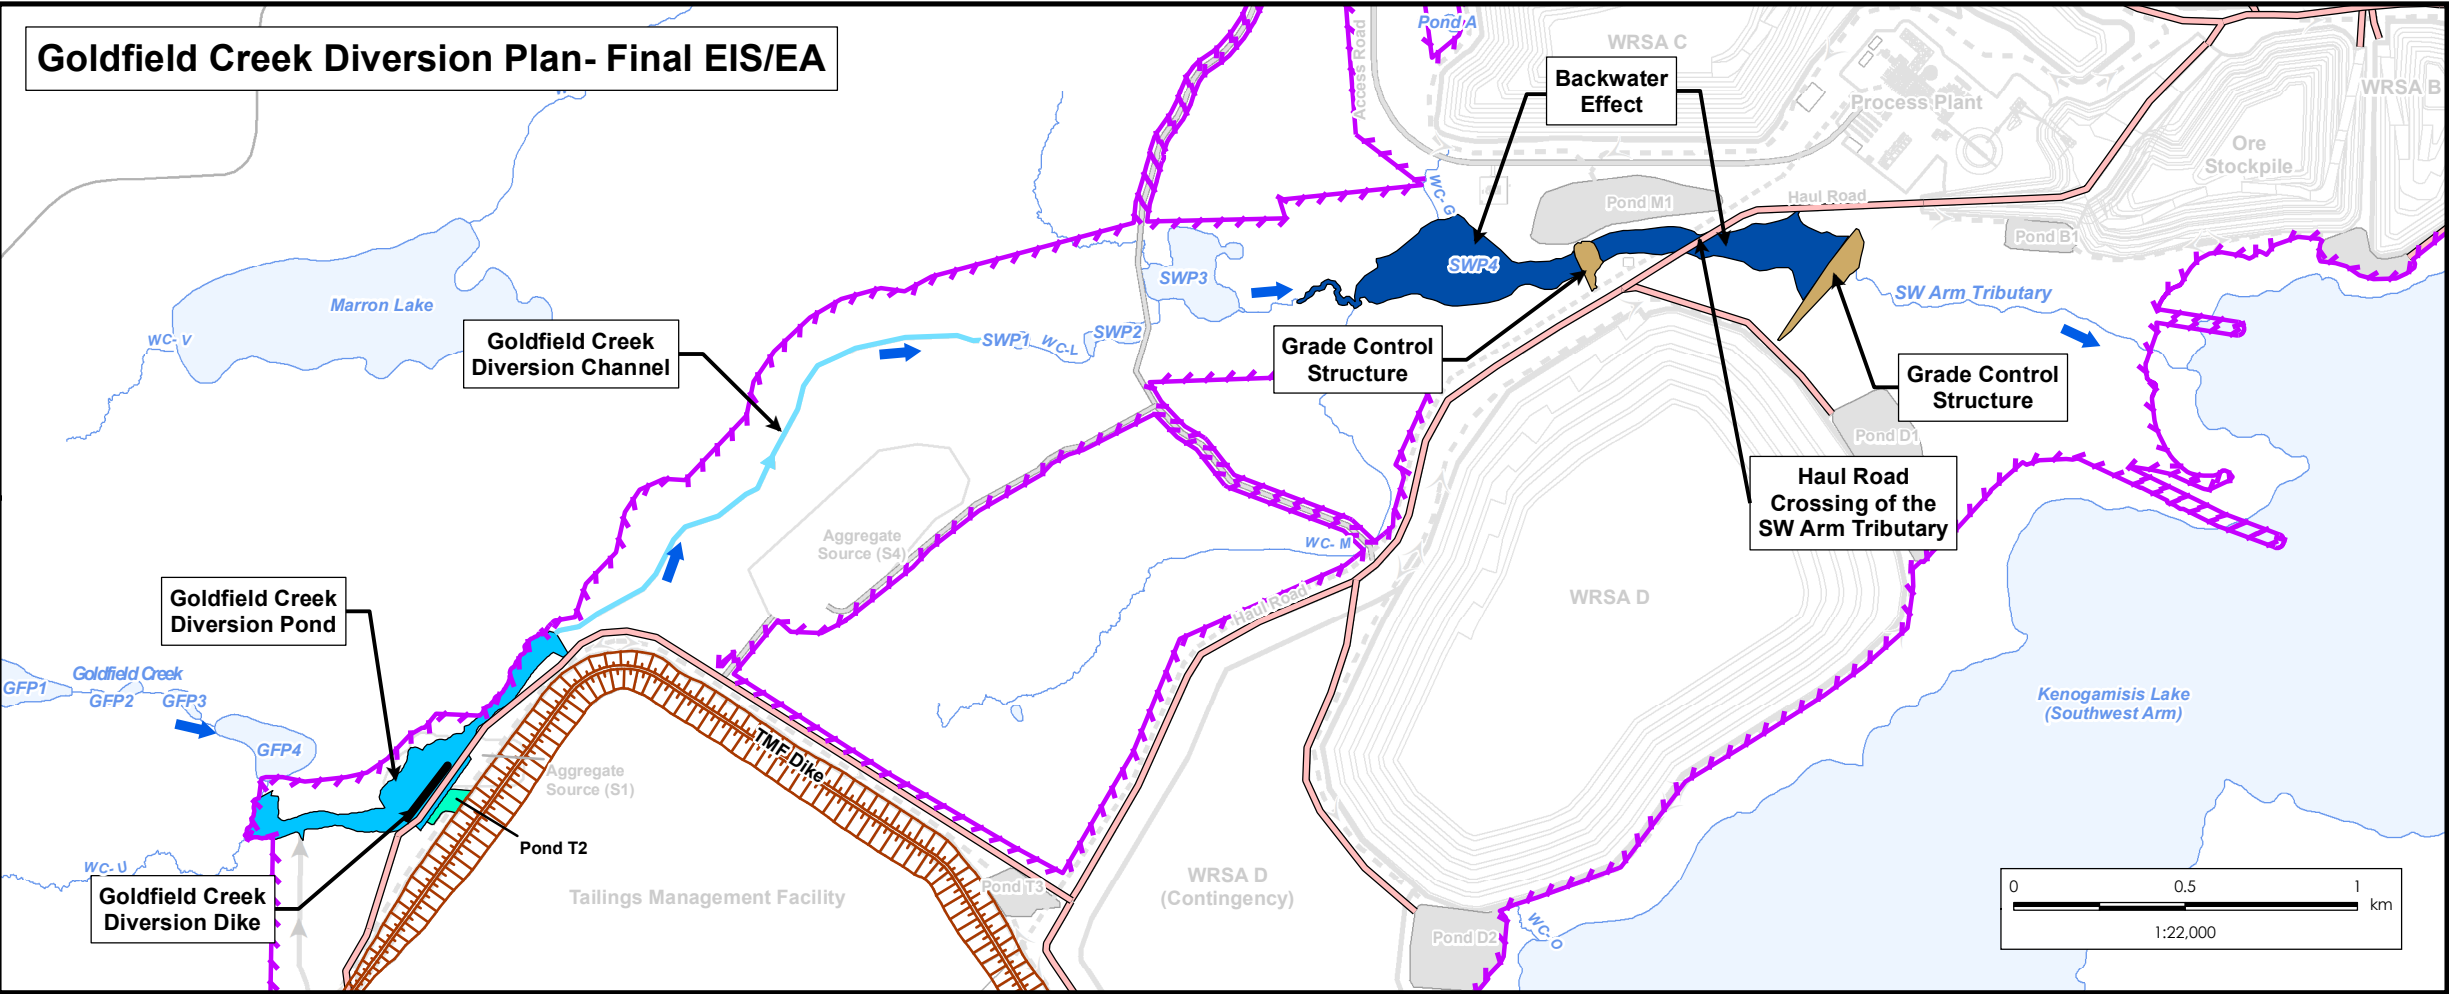 Goldfield Creek Diversion Plan- Final EIS/EA
Pond A
Access Road
WRSA C
Backwater
Effect
Process Plant
WRSA B
Ore
Stockpile
WC- G
Pond M1
Haul Road
Pond B1
SWP3
SWP4
SW Arm Tributary
Marron Lake
WC- V
Goldfield Creek
Diversion Channel
SWP1
WC-L
SWP2
Grade Control
Structure
Grade Control
Structure
Pond D1
Haul Road
Crossing of the
SW Arm Tributary
Aggregate
Source (S4)
WC- M
Haul Road
WRSA D
Goldfield Creek
Diversion Pond
Goldfield Creek
GFP1
GFP2
GFP3
GFP4
Kenogamisis Lake
(Southwest Arm)
TMF Dike
Aggregate
Source (S1)
Pond T2
WC- U
Goldfield Creek
Diversion Dike
Tailings Management Facility
Pond T3
WRSA D
(Contingency)
Pond D2
WC- O
0 0.5 1
km
1:22,000